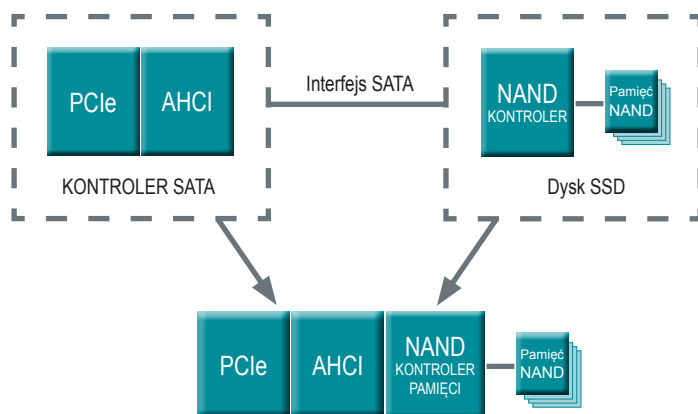 PCIe
AHCI
KONTROLER SATA
Interfejs SATA
NAND
KONTROLER
Pamięć
NAND
Dysk SSD
PCIe
AHCI
NAND
KONTROLER
PAMIĘCI
Pamięć
NAND